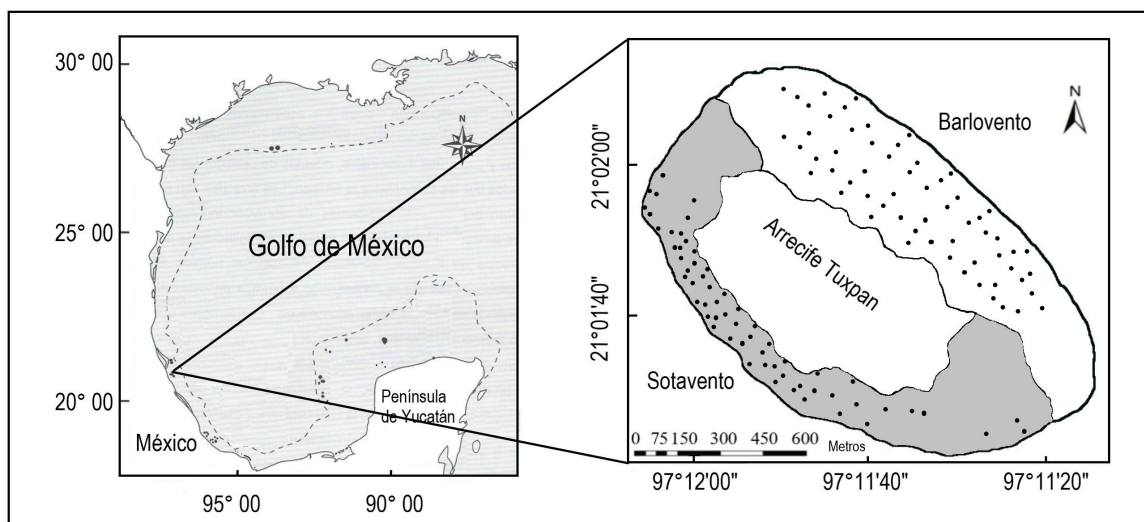 30° 00
25° 00
20° 00
95° 00
90° 00
N
Golfo de México
Península
de Yucatán
México
Barlovento
N
Arrecife Tuxpan
Sotavento
21°02'00"
21°01'40"
0 75 150 300 450 600
Metros
97°12'00"
97°11'40"
97°11'20"